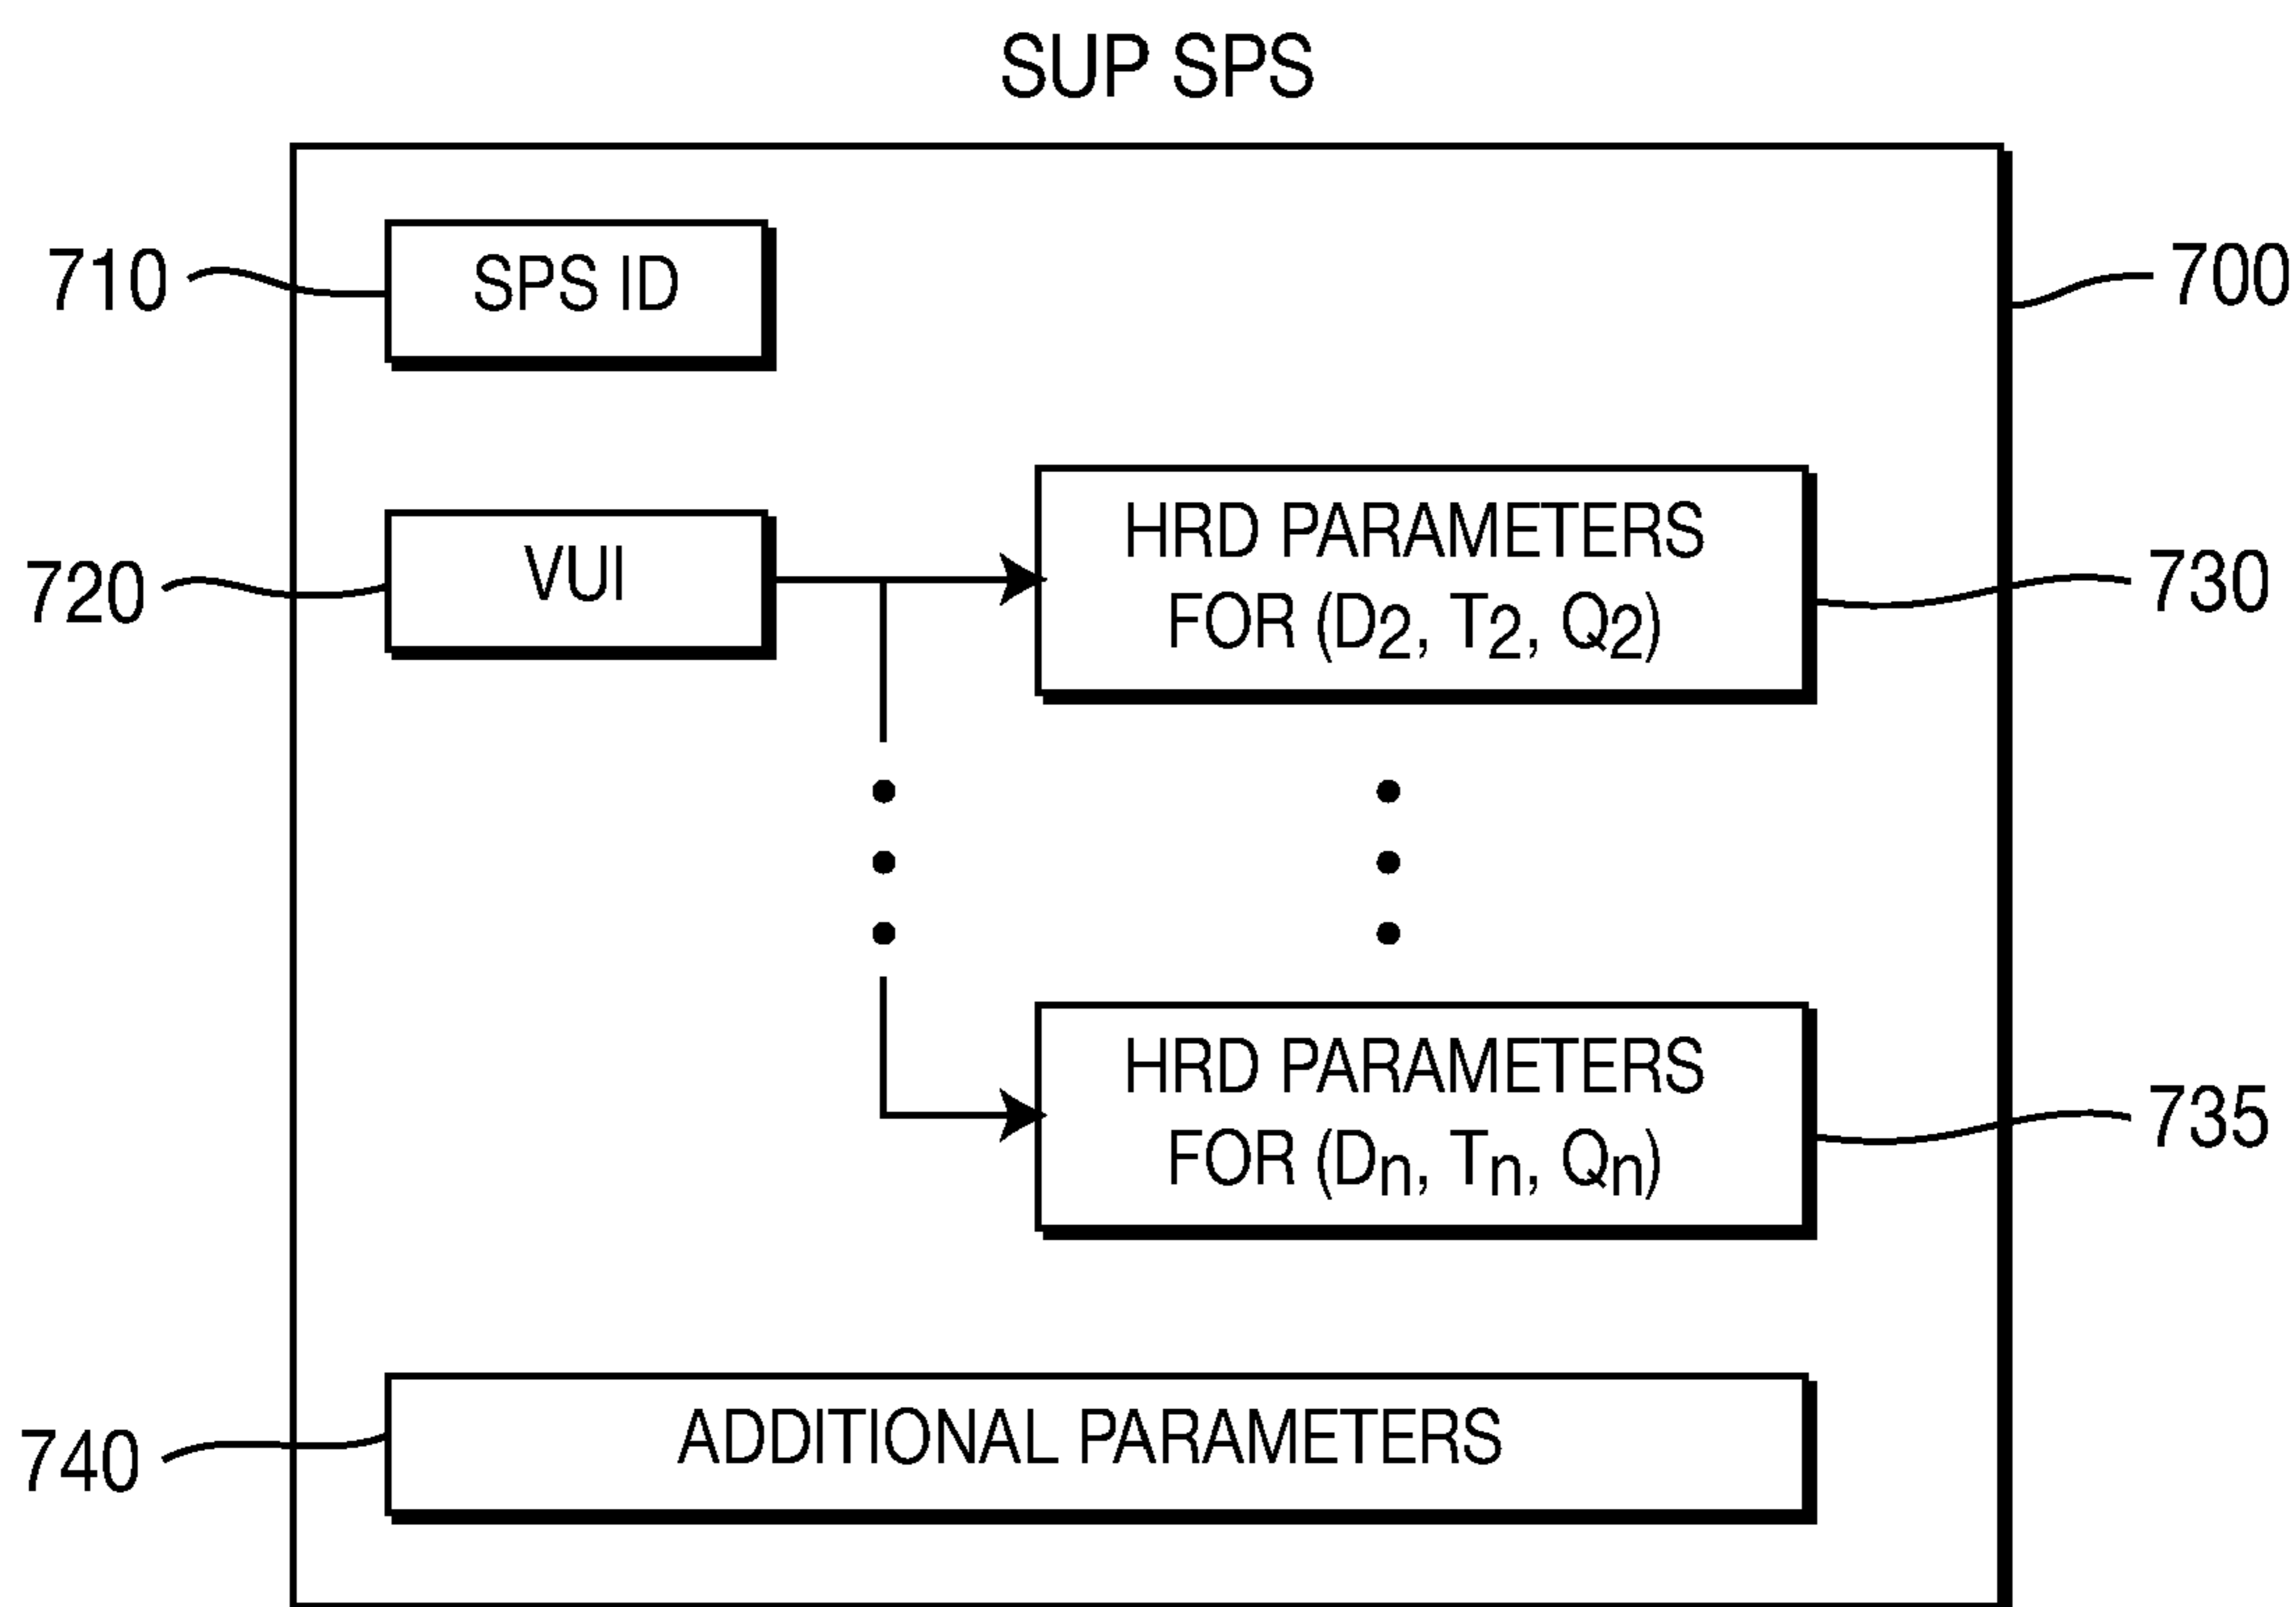 SUP SPS
710
SPS ID
700
720
VUI
HRD PARAMETERS
FOR (D2, T2, Q2)
730
HRD PARAMETERS
FOR (Dn, Tn, Qn)
735
740
ADDITIONAL PARAMETERS